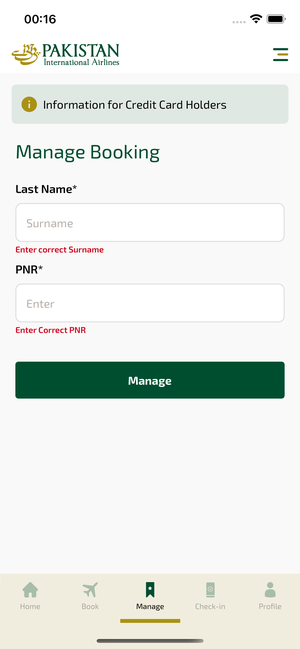 00:16
PAKISTAN
International Airlines
Information for Credit Card Holders
Manage Booking
Last Name*
Surname
Enter correct Surname
PNR*
Enter
Enter Correct PNR
Manage
Home Book Manage Check-in Profile